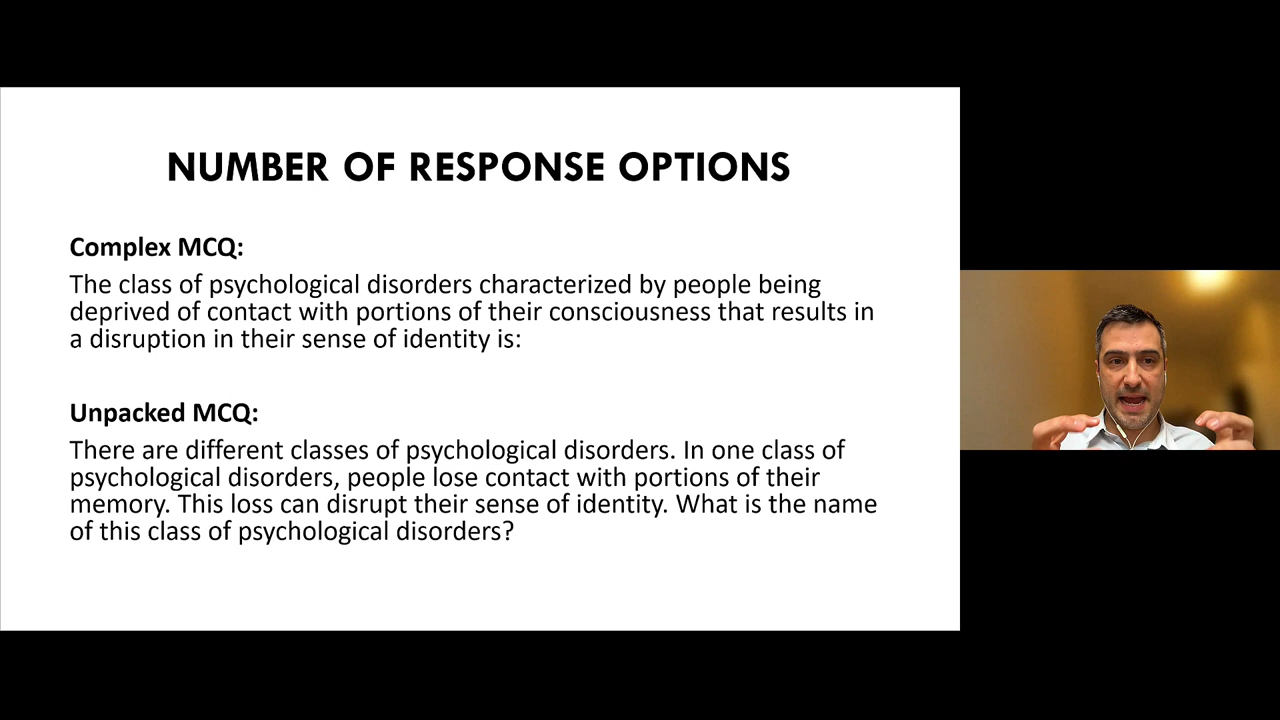 NUMBER OF RESPONSE OPTIONS
Complex MCQ:
The class of psychological disorders characterized by people being
deprived of contact with portions of their consciousness that results in
a disruption in their sense of identity is:
Unpacked MCQ:
There are different classes of psychological disorders. In one class of
psychological disorders, people lose contact with portions of their
memory. This loss can disrupt their sense of identity. What is the name
of this class of psychological disorders?